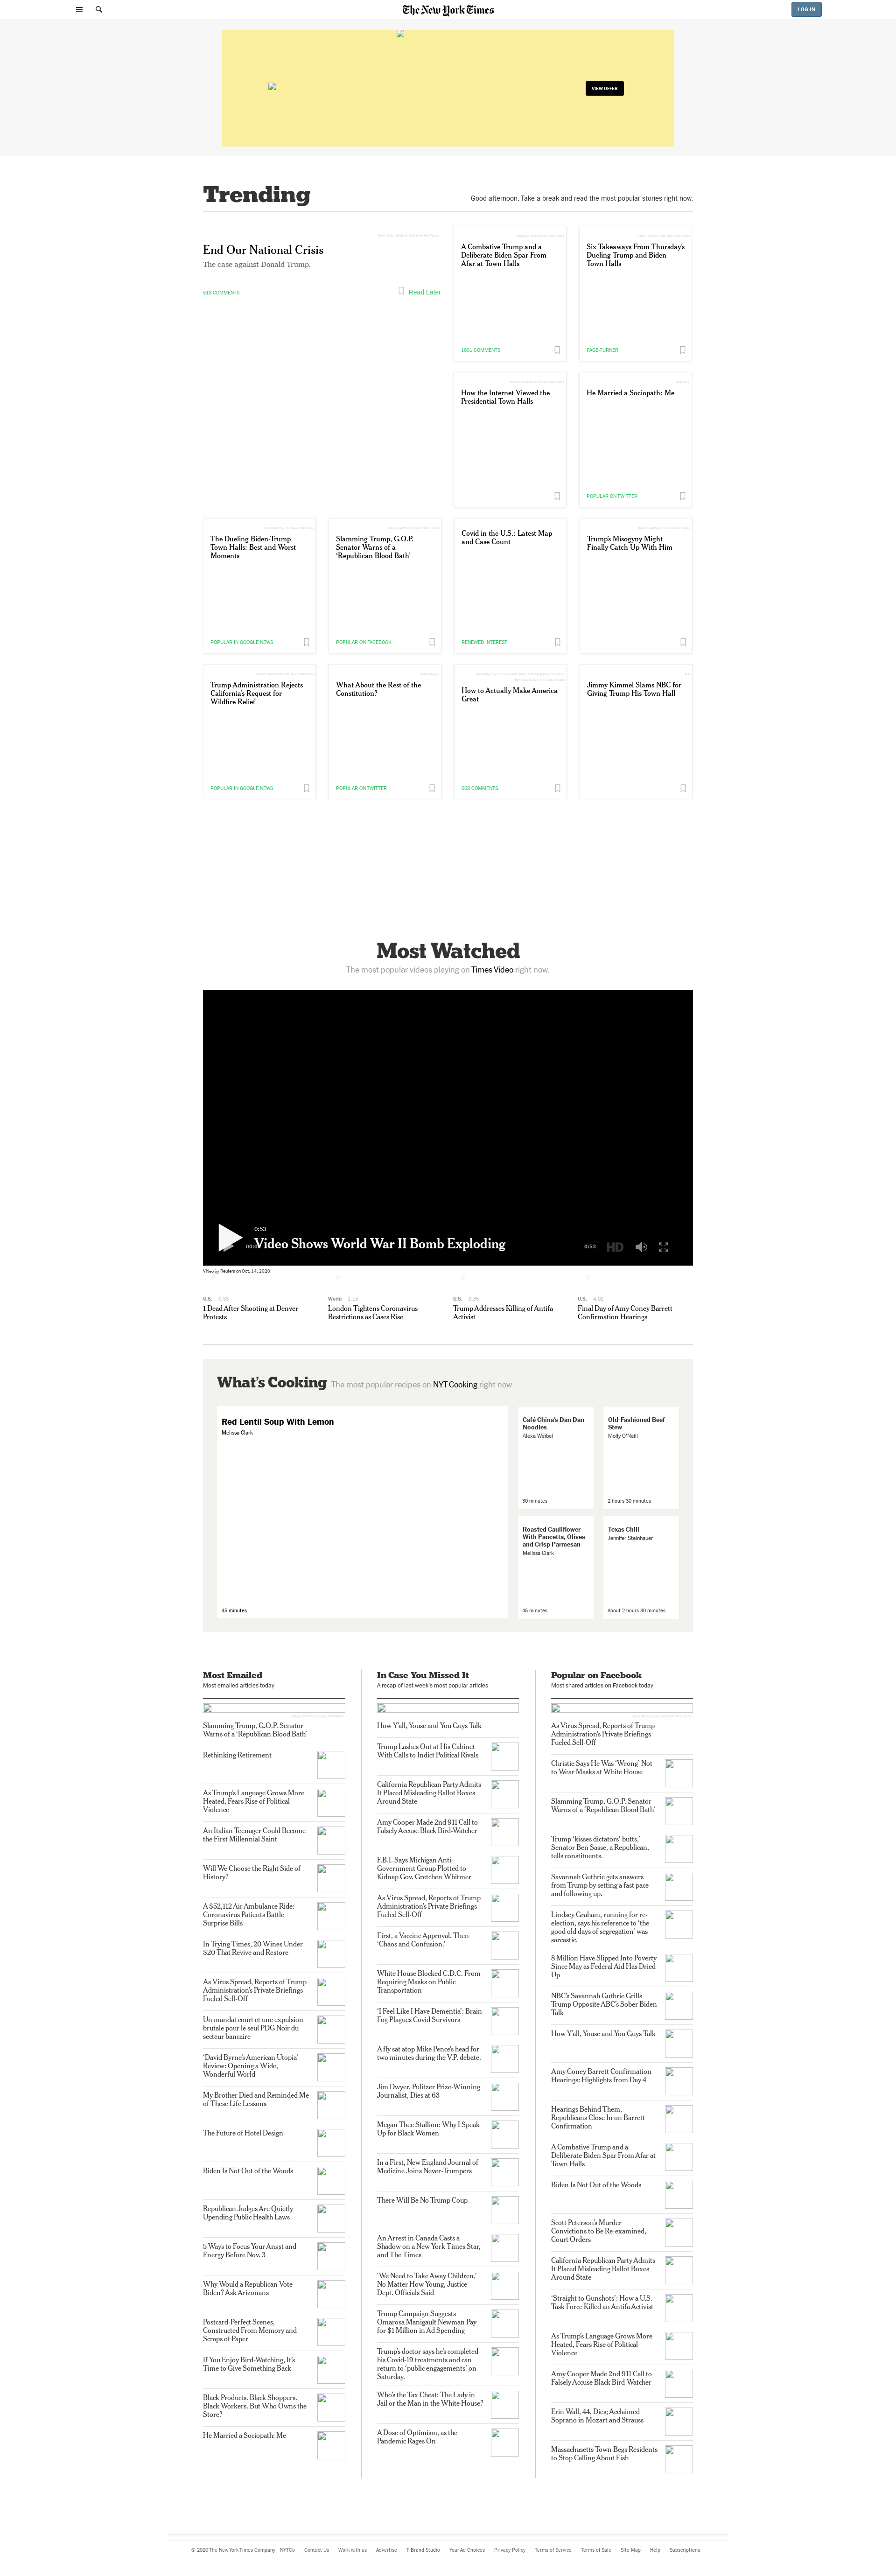 The New York Times
LOG IN
VIEW OFFER
Trending
Good afternoon. Take a break and read the most popular stories right now.
End Our National Crisis
The case against Donald Trump.
513 COMMENTS
Read Later
A Combative Trump and a
Deliberate Biden Spar From
Afar at Town Halls
1601 COMMENTS
Six Takeaways From Thursday's
Dueling Trump and Biden
Town Halls
PAGE-TURNER
How the Internet Viewed the
Presidential Town Halls
He Married a Sociopath: Me
POPULAR ON TWITTER
The Dueling Biden-Trump
Town Halls: Best and Worst
Moments
POPULAR IN GOOGLE NEWS
Slamming Trump, G.O.P.
Senator Warns of a
‘Republican Blood Bath’
POPULAR ON FACEBOOK
Covid in the U.S.: Latest Map
and Case Count
RENEWED INTEREST
Trump's Misogyny Might
Finally Catch Up With Him
Trump Administration Rejects
California's Request for
Wildfire Relief
POPULAR IN GOOGLE NEWS
What About the Rest of the
Constitution?
POPULAR ON TWITTER
How to Actually Make America
Great
868 COMMENTS
Jimmy Kimmel Slams NBC for
Giving Trump His Town Hall
Most Watched
The most popular videos playing on Times Video right now.
0:53
Video Shows World War II Bomb Exploding
0:53
HD
Reuters on Oct. 14, 2020.
U.S. 0:53
1 Dead After Shooting at Denver
Protests
World 1:16
London Tightens Coronavirus
Restrictions as Cases Rise
U.S. 0:30
Trump Addresses Killing of Antifa
Activist
U.S. 4:02
Final Day of Amy Coney Barrett
Confirmation Hearings
What's Cooking The most popular recipes on NYT Cooking right now
Red Lentil Soup With Lemon
Melissa Clark
45 minutes
Café China's Dan Dan
Noodles
Alexa Weibel
30 minutes
Old-Fashioned Beef
Stew
Molly O'Neill
2 hours 30 minutes
Roasted Cauliflower
With Pancetta, Olives
and Crisp Parmesan
Melissa Clark
45 minutes
Texas Chili
Jennifer Steinhauer
About 2 hours 30 minutes
Most Emailed
Most emailed articles today
Slamming Trump, G.O.P. Senator
Warns of a ‘Republican Blood Bath’
Rethinking Retirement
As Trump's Language Grows More
Heated, Fears Rise of Political
Violence
An Italian Teenager Could Become
the First Millennial Saint
Will We Choose the Right Side of
History?
A $52,112 Air Ambulance Ride:
Coronavirus Patients Battle
Surprise Bills
In Trying Times, 20 Wines Under
$20 That Revive and Restore
As Virus Spread, Reports of Trump
Administration's Private Briefings
Fueled Sell-Off
Un mandat court et une expulsion
brutale pour le seul PDG Noir du
secteur bancaire
‘David Byrne's American Utopia’
Review: Opening a Wide,
Wonderful World
My Brother Died and Reminded Me
of These Life Lessons
The Future of Hotel Design
Biden Is Not Out of the Woods
Republican Judges Are Quietly
Upending Public Health Laws
5 Ways to Focus Your Angst and
Energy Before Nov. 3
Why Would a Republican Vote
Biden? Ask Arizonans
Postcard-Perfect Scenes,
Constructed From Memory and
Scraps of Paper
If You Enjoy Bird-Watching, It's
Time to Give Something Back
Black Products. Black Shoppers.
Black Workers. But Who Owns the
Store?
He Married a Sociopath: Me
In Case You Missed It
A recap of last week's most popular articles
How Y'all, Youse and You Guys Talk
Trump Lashes Out at His Cabinet
With Calls to Indict Political Rivals
California Republican Party Admits
It Placed Misleading Ballot Boxes
Around State
Amy Cooper Made 2nd 911 Call to
Falsely Accuse Black Bird-Watcher
F.B.I. Says Michigan Anti-
Government Group Plotted to
Kidnap Gov. Gretchen Whitmer
As Virus Spread, Reports of Trump
Administration's Private Briefings
Fueled Sell-Off
First, a Vaccine Approval. Then
‘Chaos and Confusion.’
White House Blocked C.D.C. From
Requiring Masks on Public
Transportation
‘I Feel Like I Have Dementia’: Brain
Fog Plagues Covid Survivors
A fly sat atop Mike Pence's head for
two minutes during the V.P. debate.
Jim Dwyer, Pulitzer Prize-Winning
Journalist, Dies at 63
Megan Thee Stallion: Why I Speak
Up for Black Women
In a First, New England Journal of
Medicine Joins Never-Trumpers
There Will Be No Trump Coup
An Arrest in Canada Casts a
Shadow on a New York Times Star,
and The Times
‘We Need to Take Away Children,’
No Matter How Young, Justice
Dept. Officials Said
Trump Campaign Suggests
Omarosa Manigault Newman Pay
for $1 Million in Ad Spending
Trump's doctor says he's completed
his Covid-19 treatments and can
return to ‘public engagements’ on
Saturday.
Who's the Tax Cheat: The Lady in
Jail or the Man in the White House?
A Dose of Optimism, as the
Pandemic Rages On
Popular on Facebook
Most shared articles on Facebook today
As Virus Spread, Reports of Trump
Administration's Private Briefings
Fueled Sell-Off
Christie Says He Was ‘Wrong’ Not
to Wear Masks at White House
Slamming Trump, G.O.P. Senator
Warns of a ‘Republican Blood Bath’
Trump ‘kisses dictators’ butts,’
Senator Ben Sasse, a Republican,
tells constituents.
Savannah Guthrie gets answers
from Trump by setting a fast pace
and following up.
Lindsey Graham, running for re-
election, says his reference to ‘the
good old days of segregation’ was
sarcastic.
8 Million Have Slipped Into Poverty
Since May as Federal Aid Has Dried
Up
NBC's Savannah Guthrie Grills
Trump Opposite ABC's Sober Biden
Talk
How Y'all, Youse and You Guys Talk
Amy Coney Barrett Confirmation
Hearings: Highlights from Day 4
Hearings Behind Them,
Republicans Close In on Barrett
Confirmation
A Combative Trump and a
Deliberate Biden Spar From Afar at
Town Halls
Biden Is Not Out of the Woods
Scott Peterson's Murder
Convictions to Be Re-examined,
Court Orders
California Republican Party Admits
It Placed Misleading Ballot Boxes
Around State
‘Straight to Gunshots’: How a U.S.
Task Force Killed an Antifa Activist
As Trump's Language Grows More
Heated, Fears Rise of Political
Violence
Amy Cooper Made 2nd 911 Call to
Falsely Accuse Black Bird-Watcher
Erin Wall, 44, Dies; Acclaimed
Soprano in Mozart and Strauss
Massachusetts Town Begs Residents
to Stop Calling About Fish
© 2020 The New York Times Company NYTCo Contact Us Work with us Advertise T Brand Studio Your Ad Choices Privacy Policy Terms of Service Terms of Sale Site Map Help Subscriptions